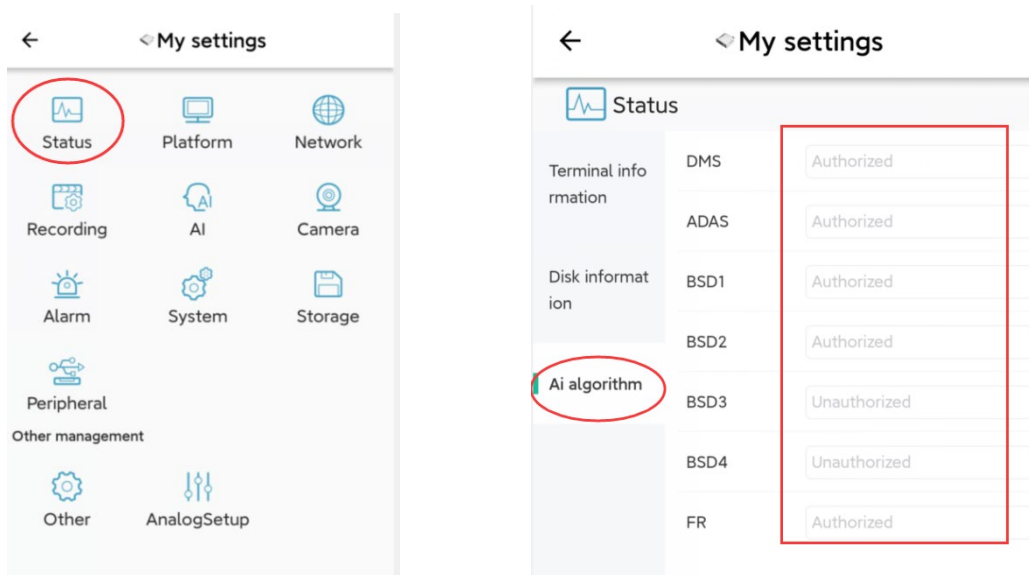 My settings
Status
Platform
Network
Recording
AI
AI
Camera
Alarm
System
Storage
Peripheral
Other management
Other
AnalogSetup
My settings
Status
Terminal info
rmation
Disk informat
ion
Ai algorithm
DMS
Authorized
ADAS
Authorized
BSD1
Authorized
BSD2
Authorized
BSD3
Unauthorized
BSD4
Unauthorized
FR
Authorized